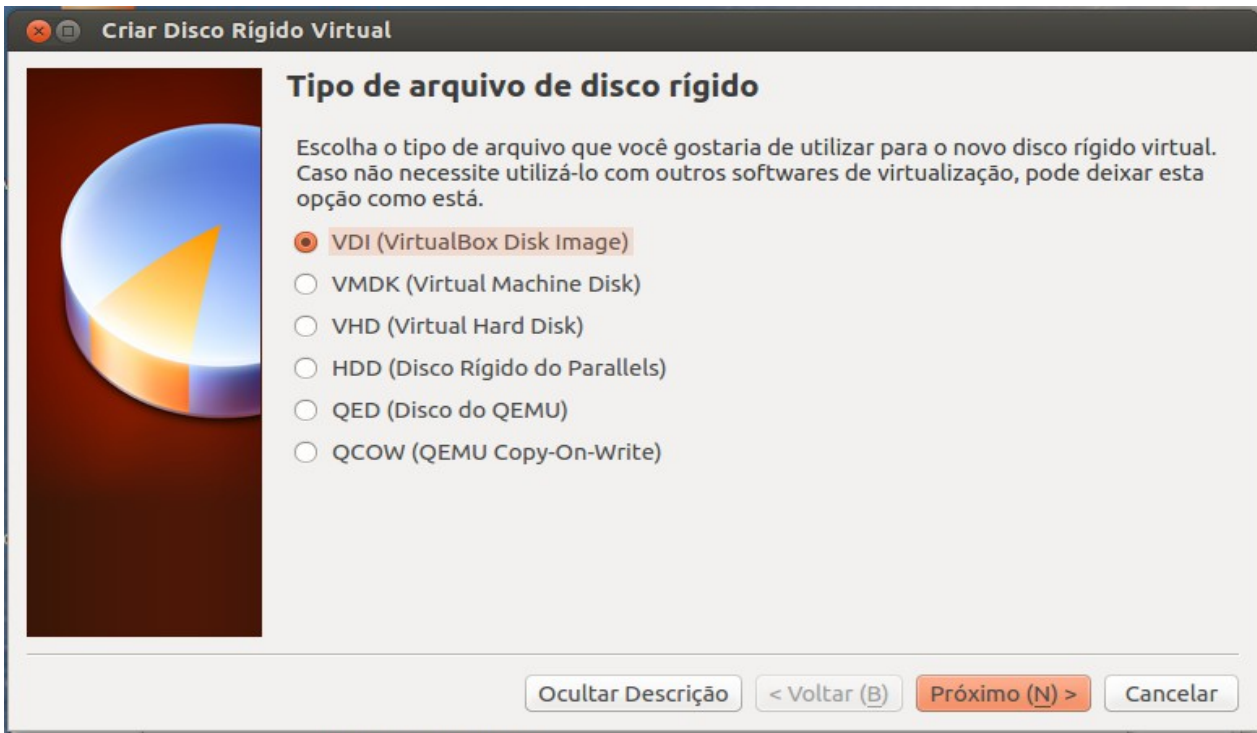 Criar Disco Rígido Virtual
Tipo de arquivo de disco rígido
Escolha o tipo de arquivo que você gostaria de utilizar para o novo disco rígido virtual.
Caso não necessite utilizá-lo com outros softwares de virtualização, pode deixar esta
opção como está.
VDI (VirtualBox Disk Image)
VMDK (Virtual Machine Disk)
VHD (Virtual Hard Disk)
HDD (Disco Rígido do Parallels)
QED (Disco do QEMU)
QCOW (QEMU Copy-On-Write)
Ocultar Descrição < Voltar (B) Próximo (N) > Cancelar